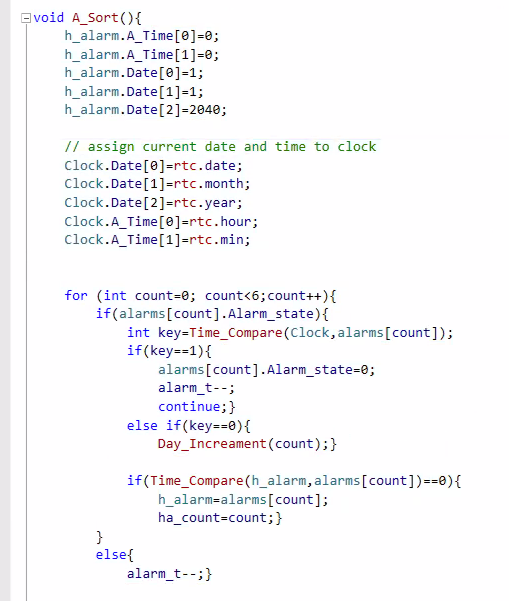 void A_Sort(){
    h_alarm.A_Time[0]=0;
    h_alarm.A_Time[1]=0;
    h_alarm.Date[0]=1;
    h_alarm.Date[1]=1;
    h_alarm.Date[2]=2040;

    // assign current date and time to clock
    Clock.Date[0]=rtc.date;
    Clock.Date[1]=rtc.month;
    Clock.Date[2]=rtc.year;
    Clock.A_Time[0]=rtc.hour;
    Clock.A_Time[1]=rtc.min;


    for (int count=0; count<6;count++){
        if(alarms[count].Alarm_state){
            int key=Time_Compare(Clock,alarms[count]);
            if(key==1){
                alarms[count].Alarm_state=0;
                alarm_t--;
                continue;}
            else if(key==0){
                Day_Increament(count);}

            if(Time_Compare(h_alarm,alarms[count])==0){
                h_alarm=alarms[count];
                ha_count=count;}
        }
        else{
            alarm_t--;}